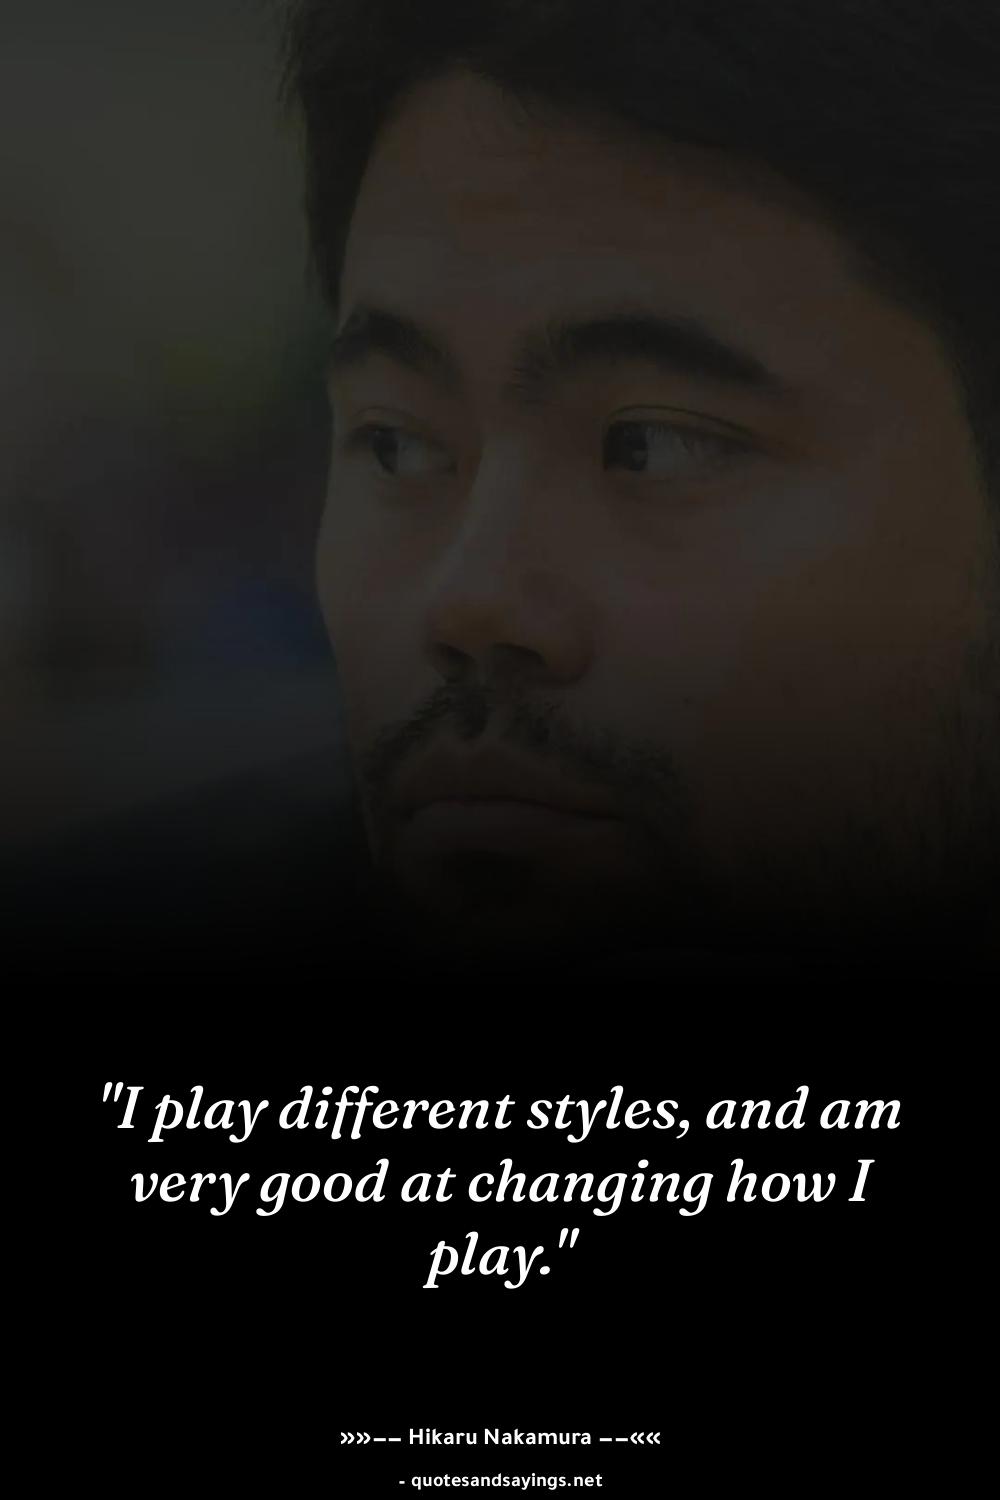 "I play different styles, and am
very good at changing how I
play."
»»−− Hikaru Nakamura −−««
- quotesandsayings.net